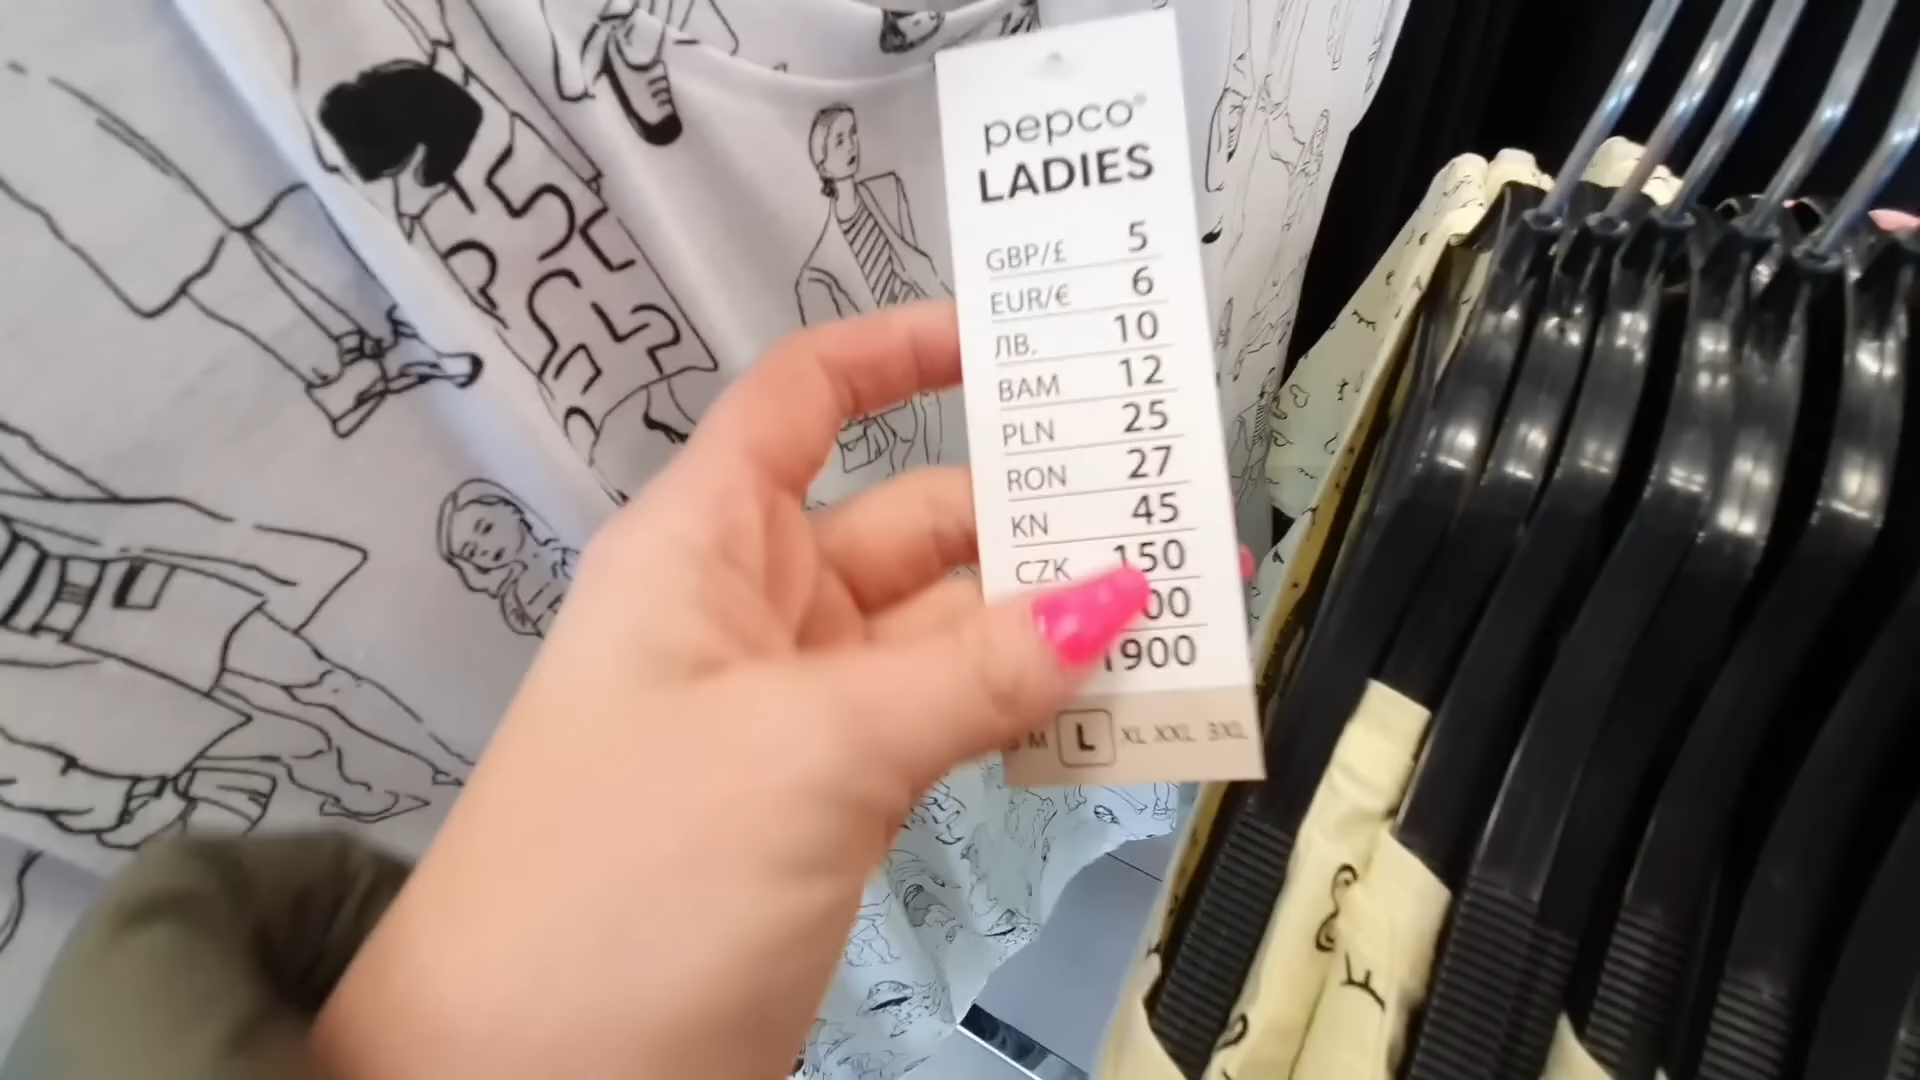 pepco®
LADIES
GBP/£ 5
EUR/€ 6
ЛВ. 10
BAM 12
PLN 25
RON 27
KN 45
CZK 150
1900
M L XL XXL 3XL